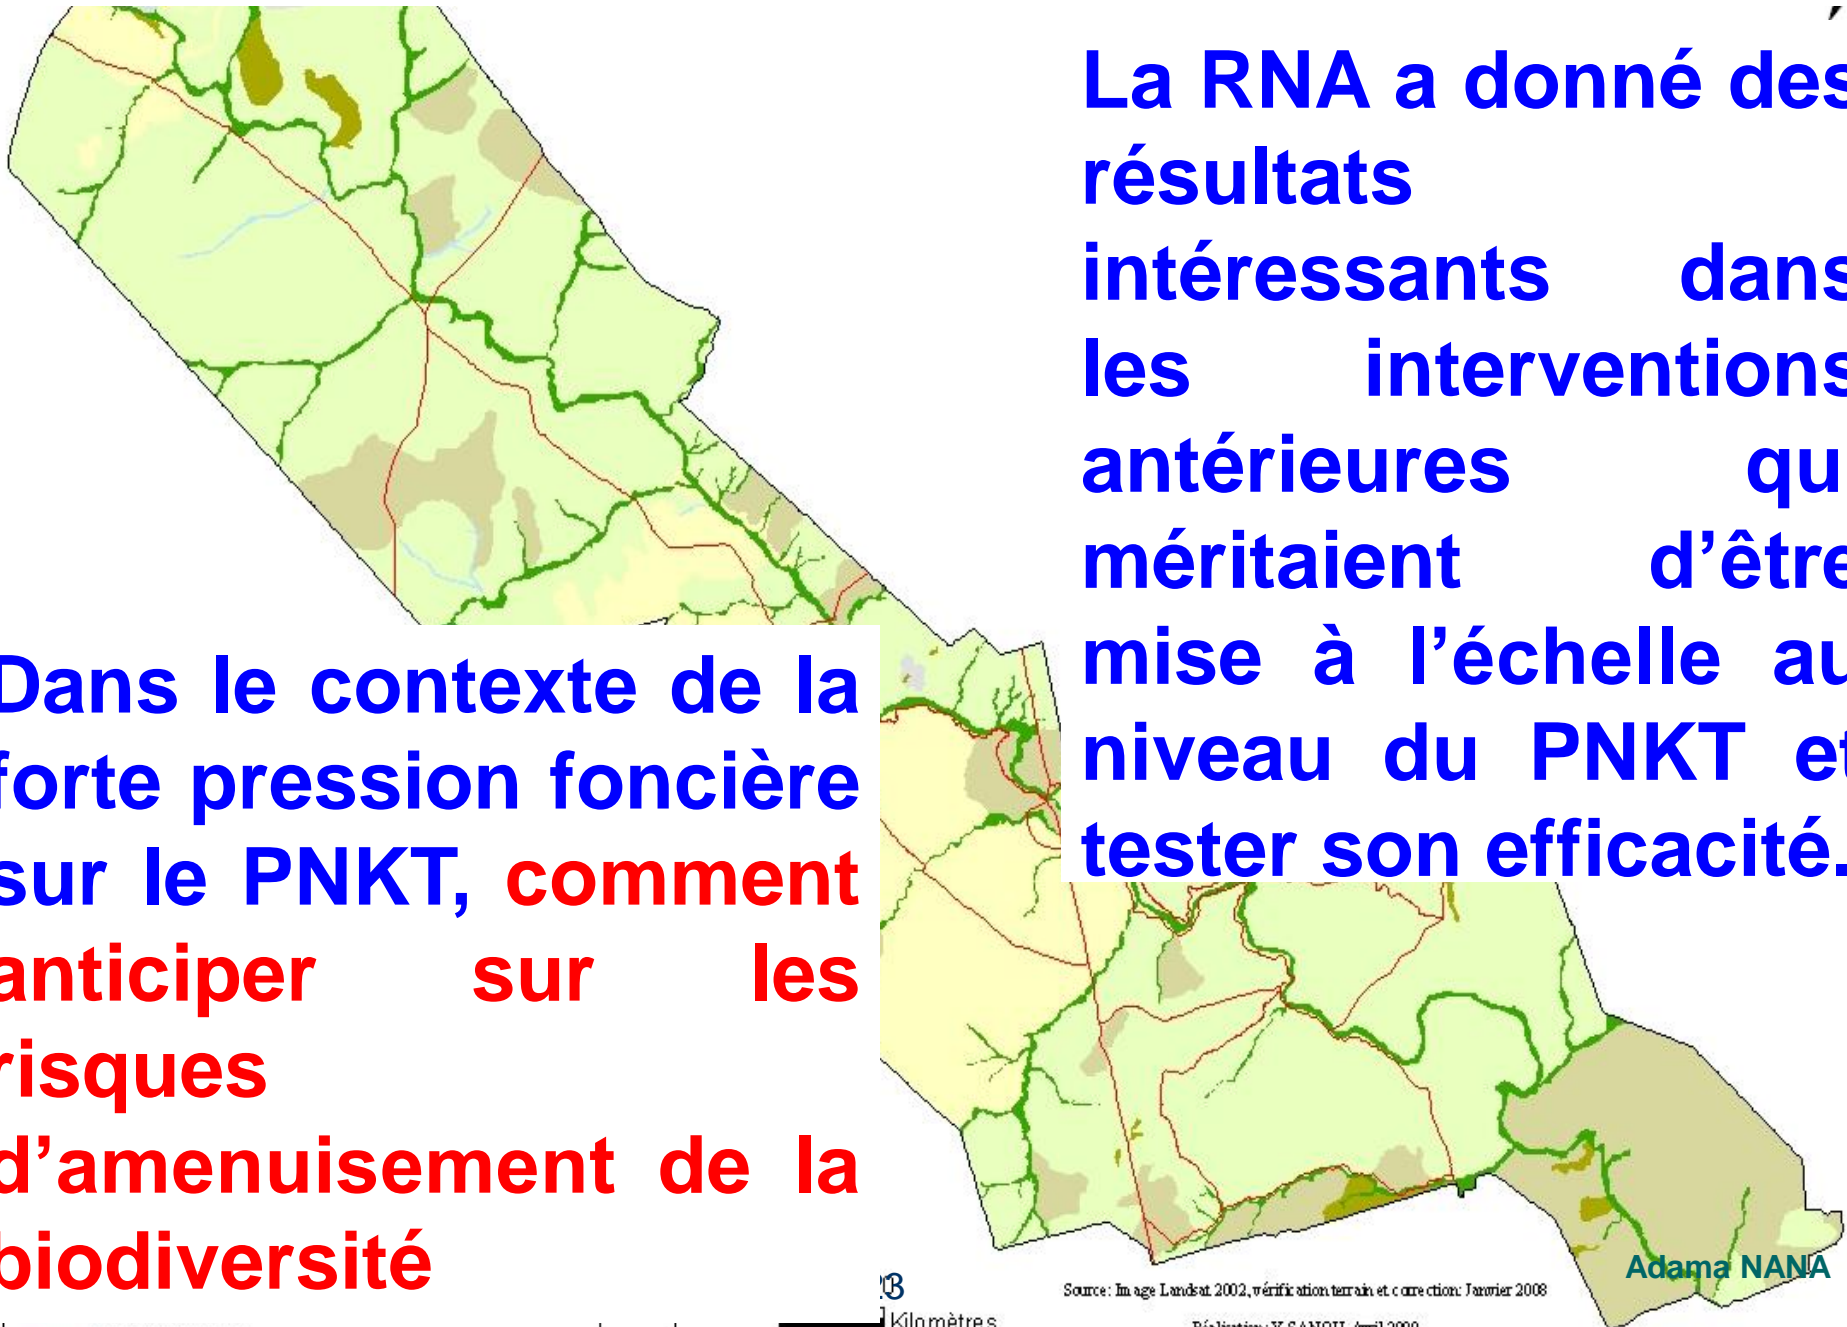 La RNA a donné des
résultats
intéressants dans
les interventions
antérieures qu
méritaient d’être
mise à l’échelle au
niveau du PNKT et
tester son efficacité.
Dans le contexte de la
forte pression foncière
sur le PNKT, comment
anticiper sur les
risques
d’amenuisement de la
biodiversité
Adama NANA
Source: Image Landsat 2002, vérification terrain et correction: Janvier 2008
Kilomètres